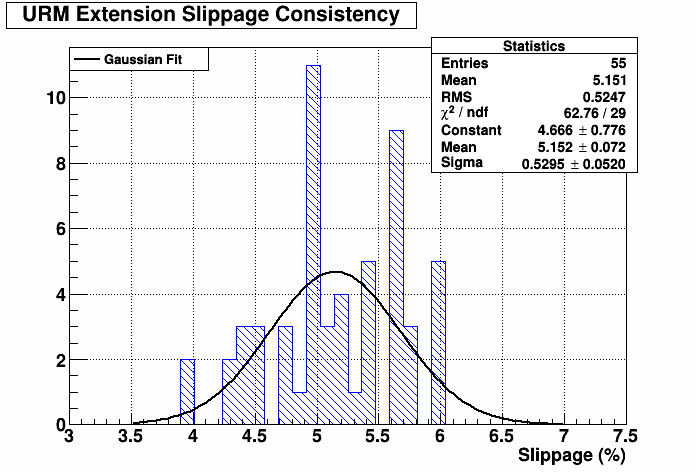 URM Extension Slippage Consistency
Gaussian Fit
Statistics
Entries 55
Mean 5.151
RMS 0.5247
χ² / ndf 62.76 / 29
Constant 4.666 ± 0.776
Mean 5.152 ± 0.072
Sigma 0.5295 ± 0.0520
10
8
6
4
2
0
3 3.5 4 4.5 5 5.5 6 6.5 7 7.5
Slippage (%)